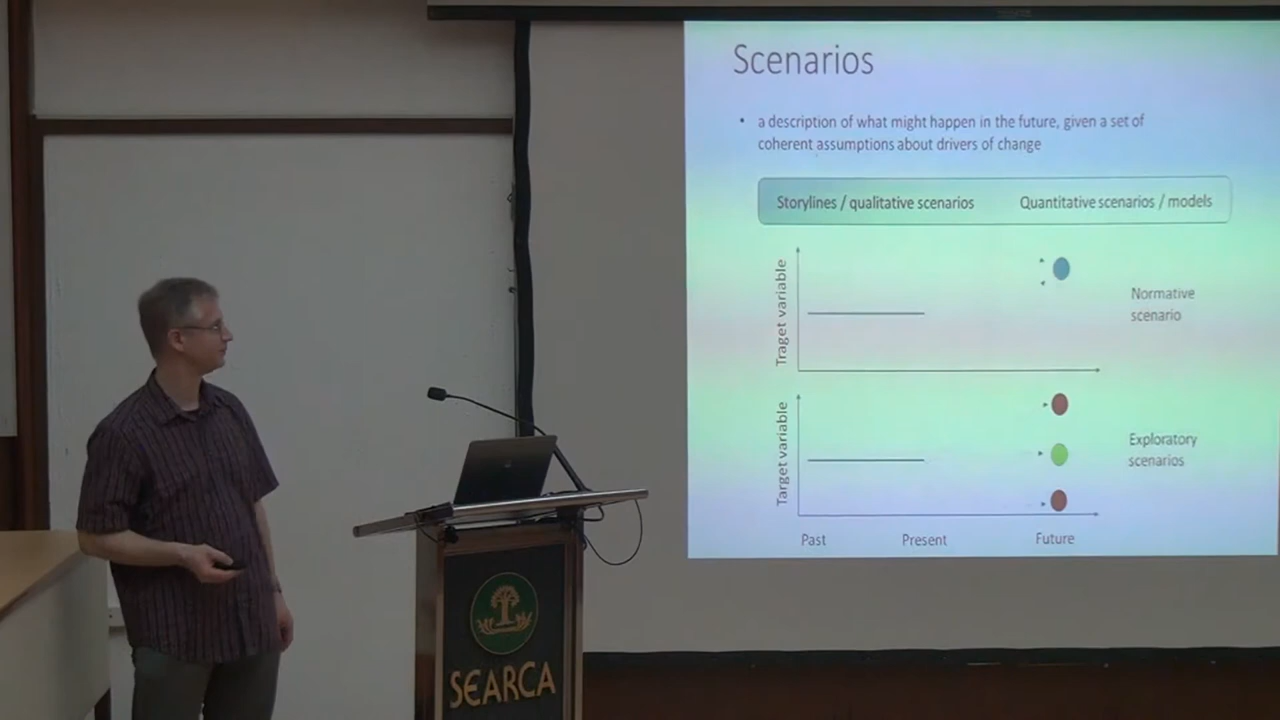 Scenarios
• a description of what might happen in the future, given a set of
coherent assumptions about drivers of change
Storylines / qualitative scenarios
Quantitative scenarios / models
Traget variable
Normative
scenario
Target variable
Exploratory
scenarios
Past
Present
Future
SEARCA